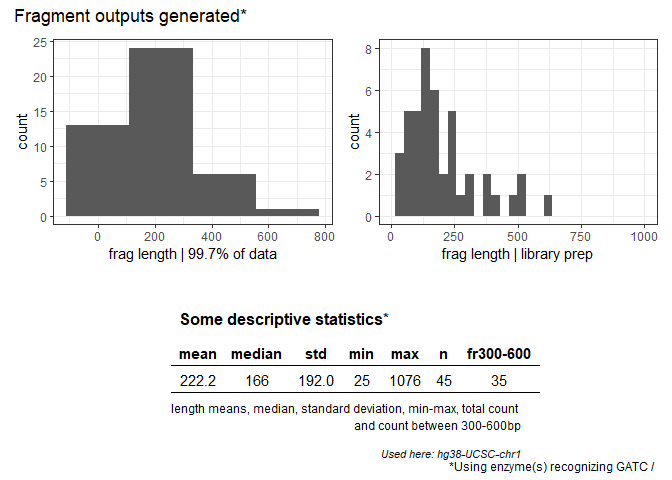 Fragment outputs generated*
25
20
15
10
5
0
count
0 200 400 600 800
frag length | 99.7% of data
8
6
4
2
0
count
0 250 500 750 1000
frag length | library prep
Some descriptive statistics*
mean median std min max n fr300-600
222.2 166 192.0 25 1076 45 35
length means, median, standard deviation, min-max, total count
and count between 300-600bp
Used here: hg38-UCSC-chr1
*Using enzyme(s) recognizing GATC /